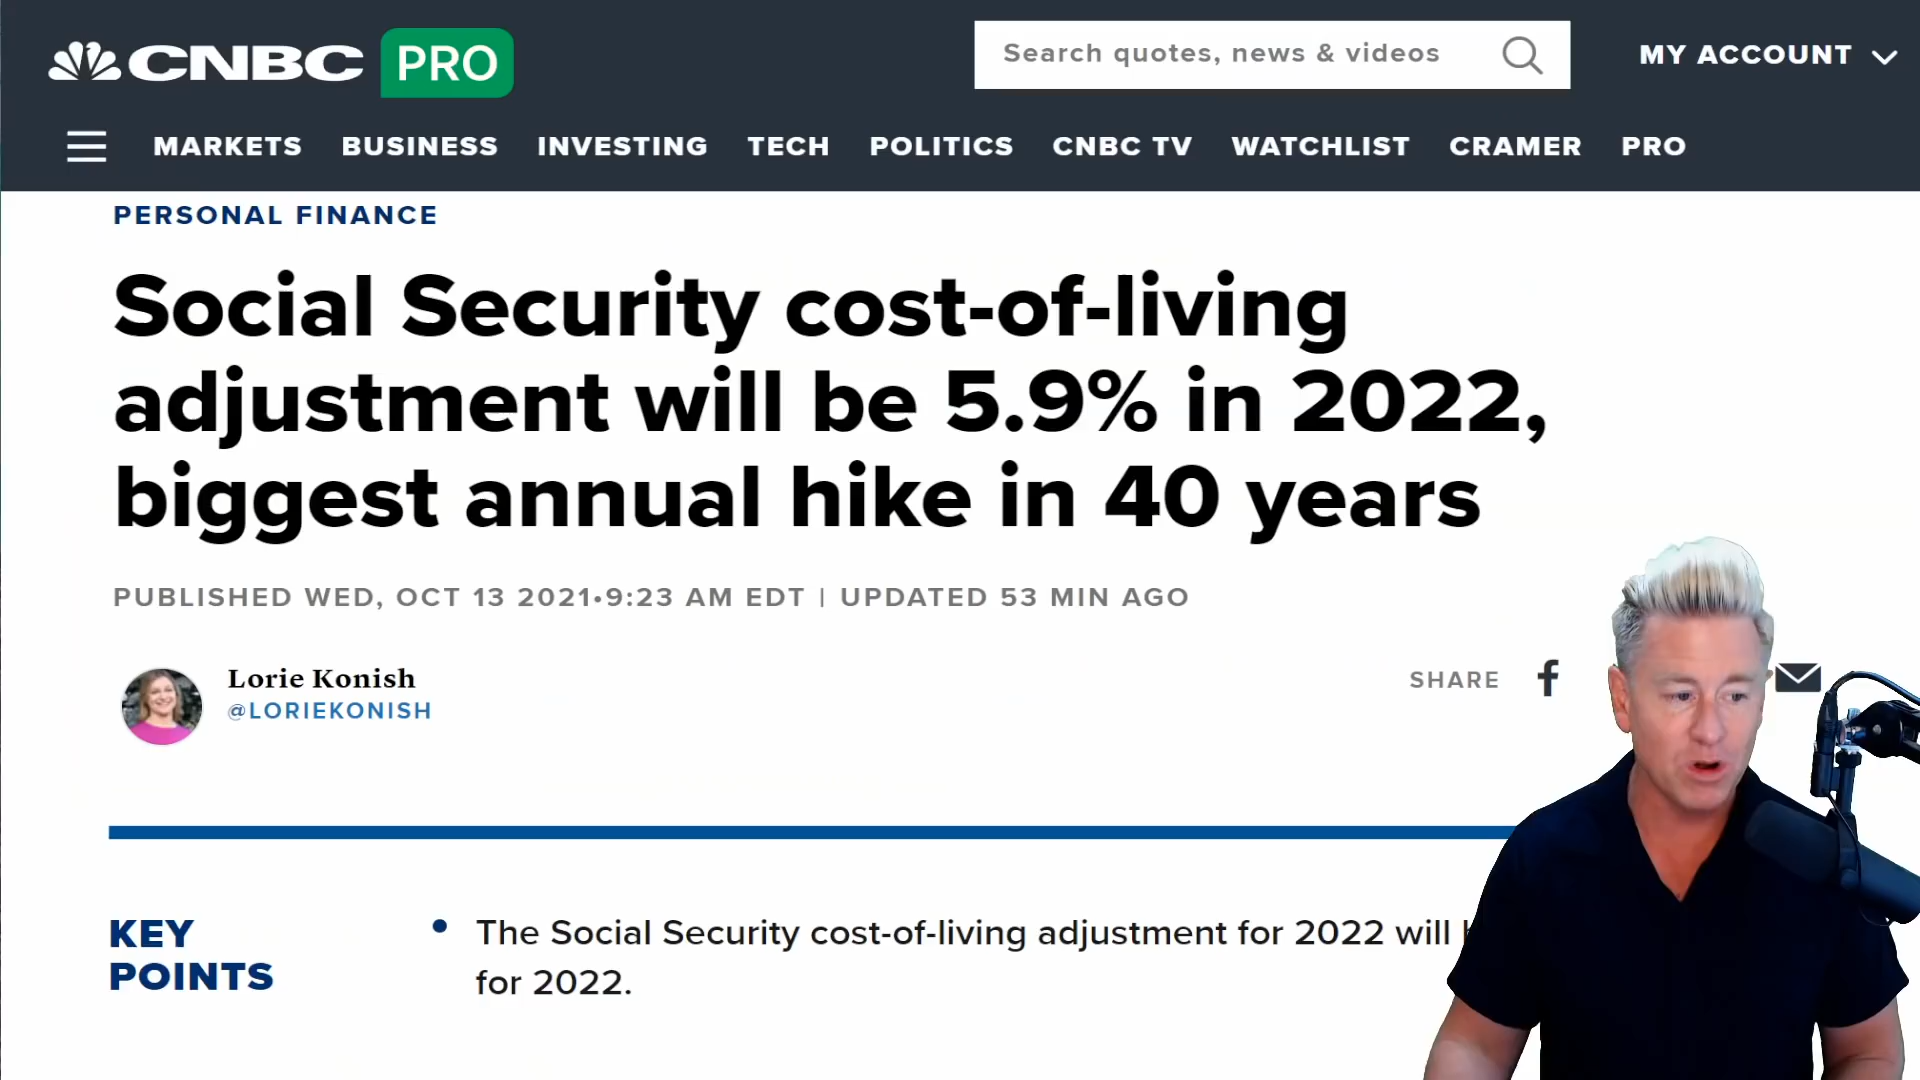 CNBC PRO
Search quotes, news & videos
MY ACCOUNT
MARKETS BUSINESS INVESTING TECH POLITICS CNBC TV WATCHLIST CRAMER PRO
PERSONAL FINANCE
Social Security cost-of-living
adjustment will be 5.9% in 2022,
biggest annual hike in 40 years
PUBLISHED WED, OCT 13 2021•9:23 AM EDT | UPDATED 53 MIN AGO
Lorie Konish
@LORIEKONISH
SHARE
KEY
POINTS
• The Social Security cost-of-living adjustment for 2022 will
for 2022.